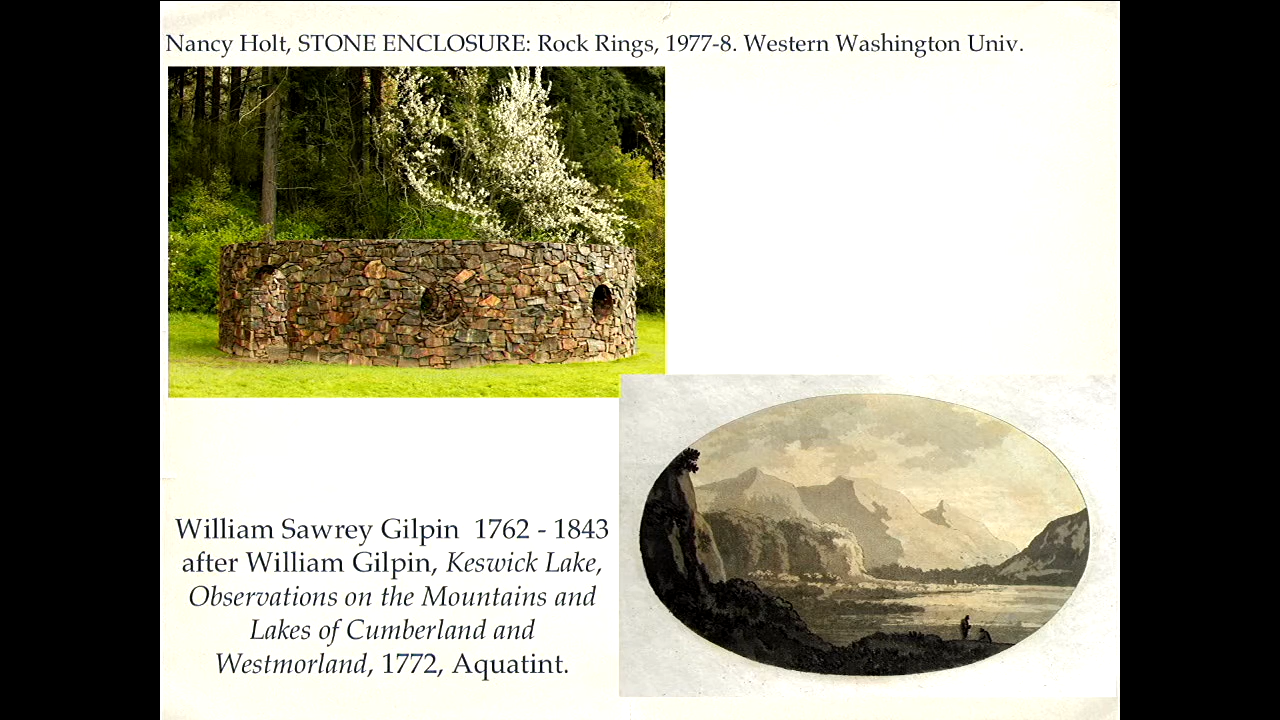 Nancy Holt, STONE ENCLOSURE: Rock Rings, 1977-8. Western Washington Univ.
William Sawrey Gilpin  1762 - 1843
after William Gilpin, Keswick Lake,
Observations on the Mountains and
Lakes of Cumberland and
Westmorland, 1772, Aquatint.